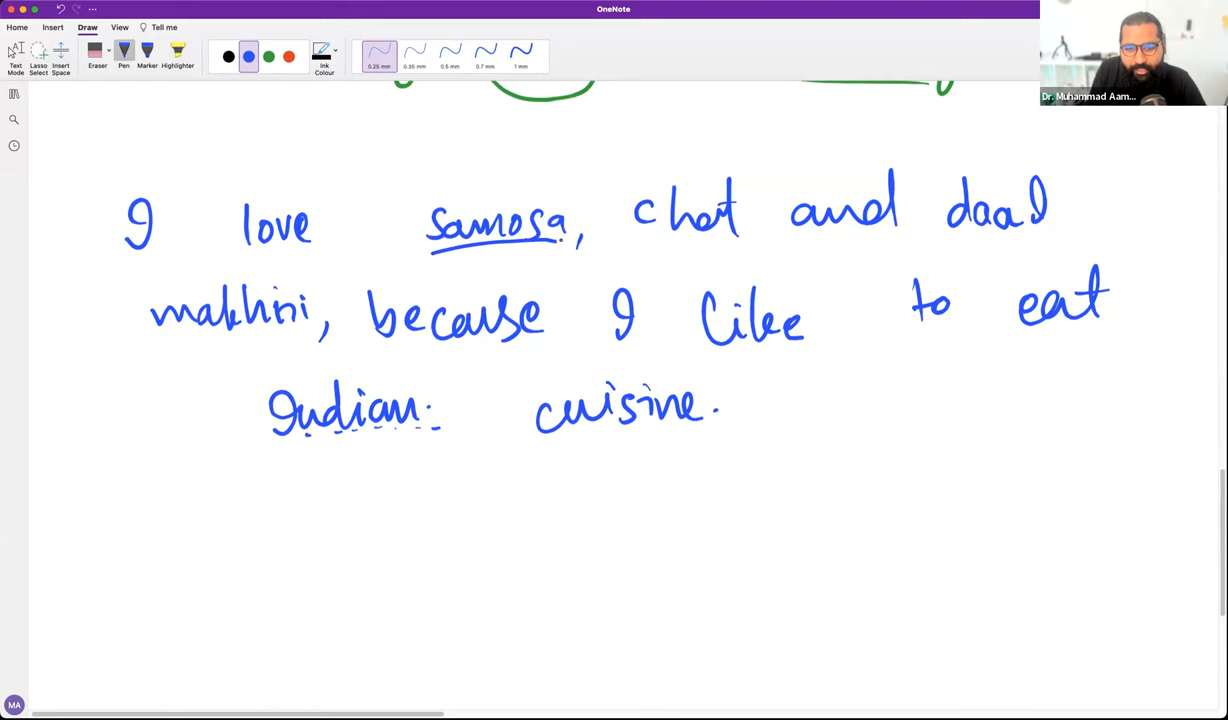 OneNote
Home Insert Draw View Tell me
Text Mode Lasso Select Insert Space Eraser Pen Marker Highlighter Ink Colour 0.25 mm 0.35 mm 0.5 mm 0.7 mm 1 mm
Dr. Muhammad Aam...
I love samosa, chat and daal
makhini, because I like to eat
Indian cuisine.
MA